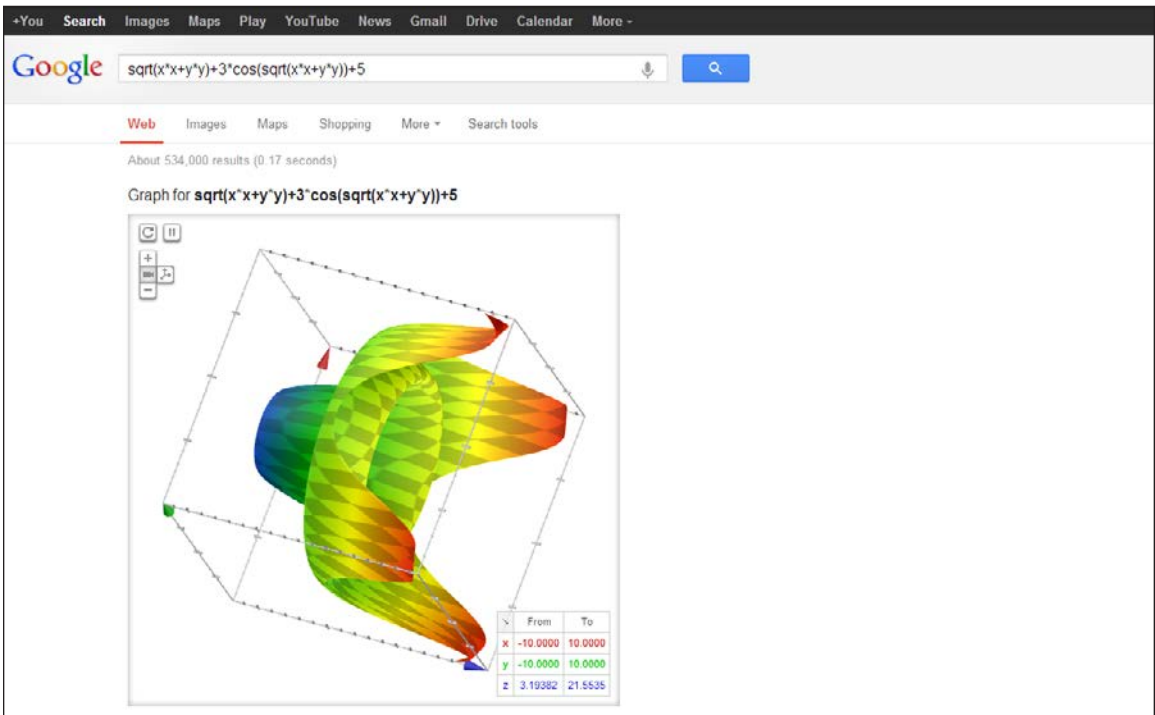 +You Search Images Maps Play YouTube News Gmail Drive Calendar More
Google sqrt(x*x+y*y)+3*cos(sqrt(x*x+y*y))+5
Web Images Maps Shopping More Search tools
About 534,000 results (0.17 seconds)
Graph for sqrt(x*x+y*y)+3*cos(sqrt(x*x+y*y))+5
From To
x -10.0000 10.0000
y -10.0000 10.0000
z 3.19382 21.5535